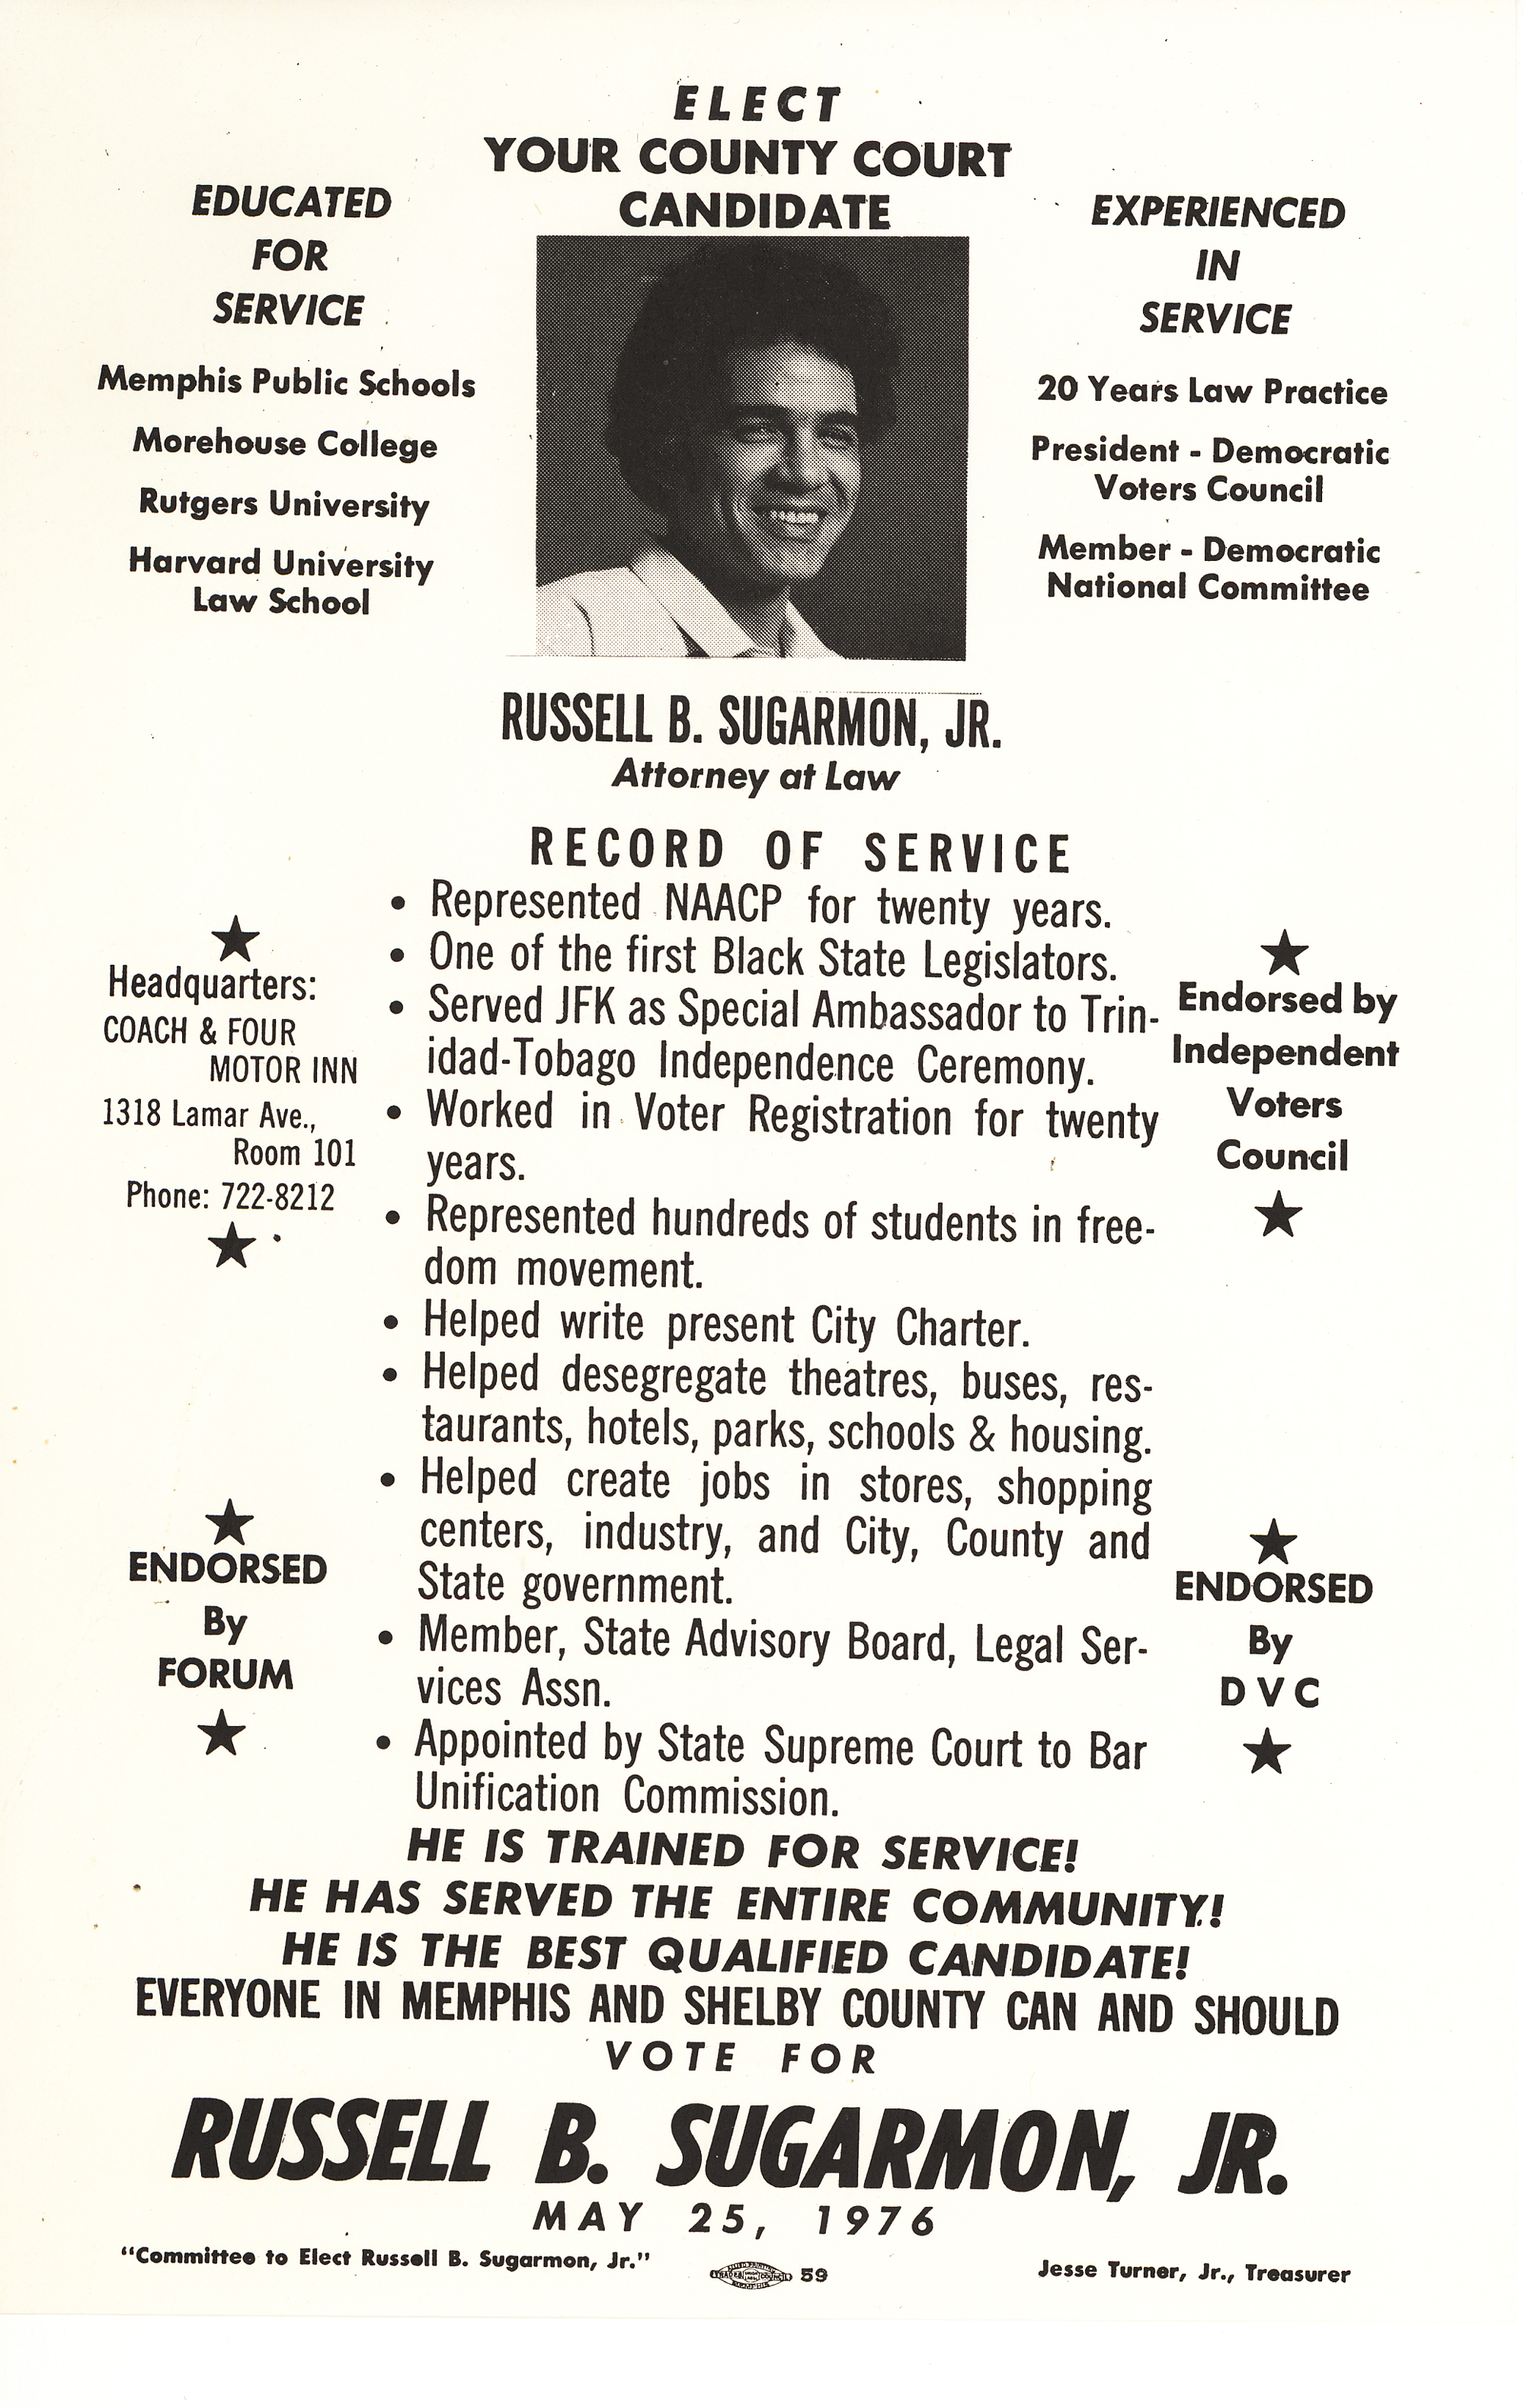 ELECT
YOUR COUNTY COURT
CANDIDATE
EDUCATED
FOR
SERVICE
Memphis Public Schools
Morehouse College
Rutgers University
Harvard University
Law School
EXPERIENCED
IN
SERVICE
20 Years Law Practice
President - Democratic
Voters Council
Member - Democratic
National Committee
RUSSELL B. SUGARMON, JR.
Attorney at Law
RECORD OF SERVICE
• Represented NAACP for twenty years.
• One of the first Black State Legislators.
• Served JFK as Special Ambassador to Trin-
idad-Tobago Independence Ceremony.
• Worked in Voter Registration for twenty
years.
• Represented hundreds of students in free-
dom movement.
• Helped write present City Charter.
• Helped desegregate theatres, buses, res-
taurants, hotels, parks, schools & housing.
• Helped create jobs in stores, shopping
centers, industry, and City, County and
State government.
• Member, State Advisory Board, Legal Ser-
vices Assn.
• Appointed by State Supreme Court to Bar
Unification Commission.
★
Headquarters:
COACH & FOUR
MOTOR INN
1318 Lamar Ave.,
Room 101
Phone: 722-8212
★
★
Endorsed by
Independent
Voters
Council
★
★
ENDORSED
By
FORUM
★
★
ENDORSED
By
D V C
★
HE IS TRAINED FOR SERVICE!
HE HAS SERVED THE ENTIRE COMMUNITY!
HE IS THE BEST QUALIFIED CANDIDATE!
EVERYONE IN MEMPHIS AND SHELBY COUNTY CAN AND SHOULD
VOTE FOR
RUSSELL B. SUGARMON, JR.
MAY 25, 1976
"Committee to Elect Russell B. Sugarmon, Jr."
59
Jesse Turner, Jr., Treasurer